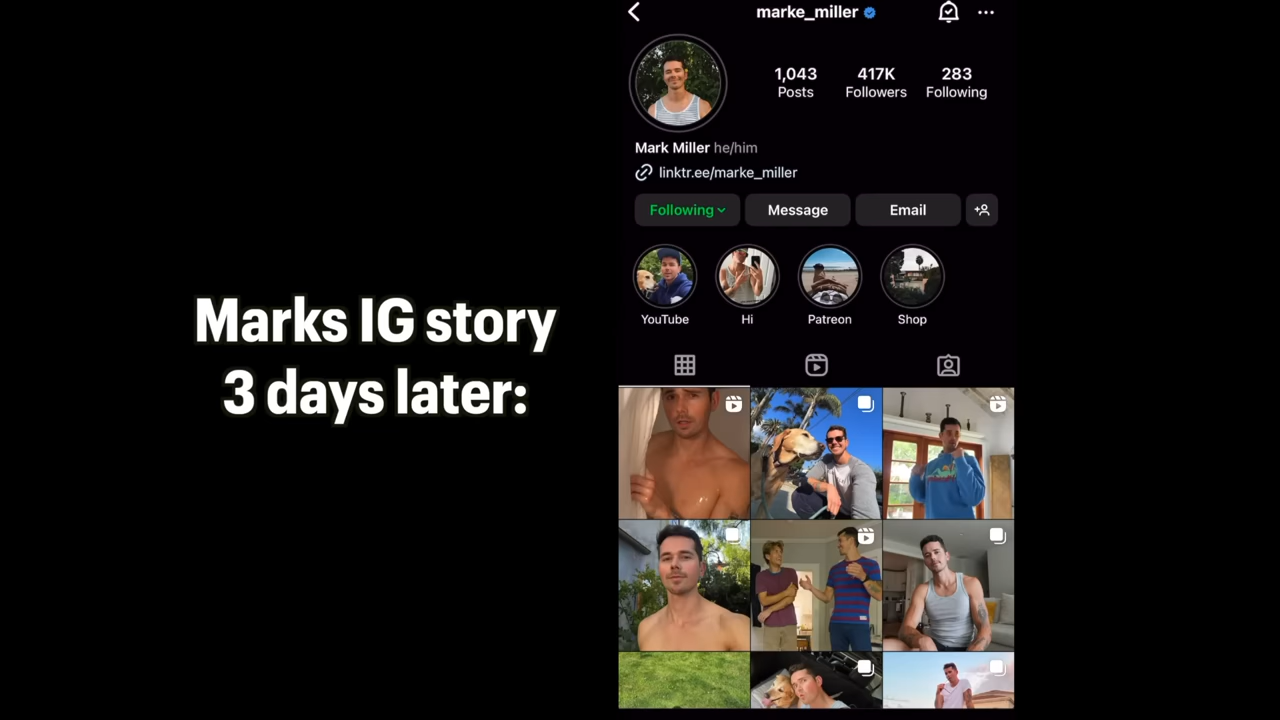 Marks IG story
3 days later:
marke_miller
1,043
Posts
417K
Followers
283
Following
Mark Miller he/him
linktr.ee/marke_miller
Following
Message
Email
YouTube
Hi
Patreon
Shop